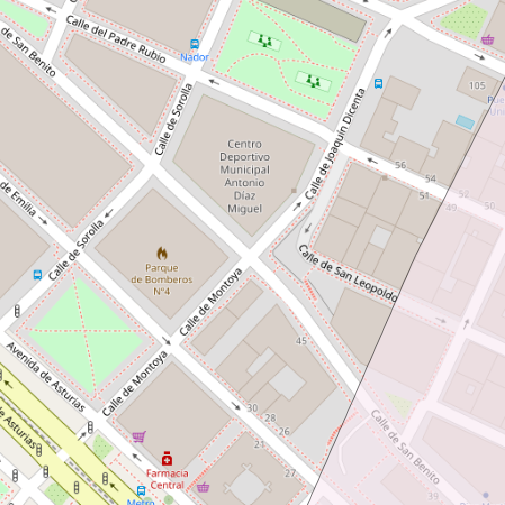 Calle del Padre Rubio
de San Benito
Nador
105
Calle de Sorolla
Calle de Joaquín Dicenta
Centro
Deportivo
Municipal
Antonio
Díaz
Miguel
56
54
51
50
49
de Emilia
Calle de Sorolla
Parque
de Bomberos
Nº4
Calle de San Leopoldo
Calle de Montoya
45
Avenida de Asturias
Calle de Montoya
30
28
26
21
27
Calle de San Benito
de Asturias
Farmacia
Central
Metro
39